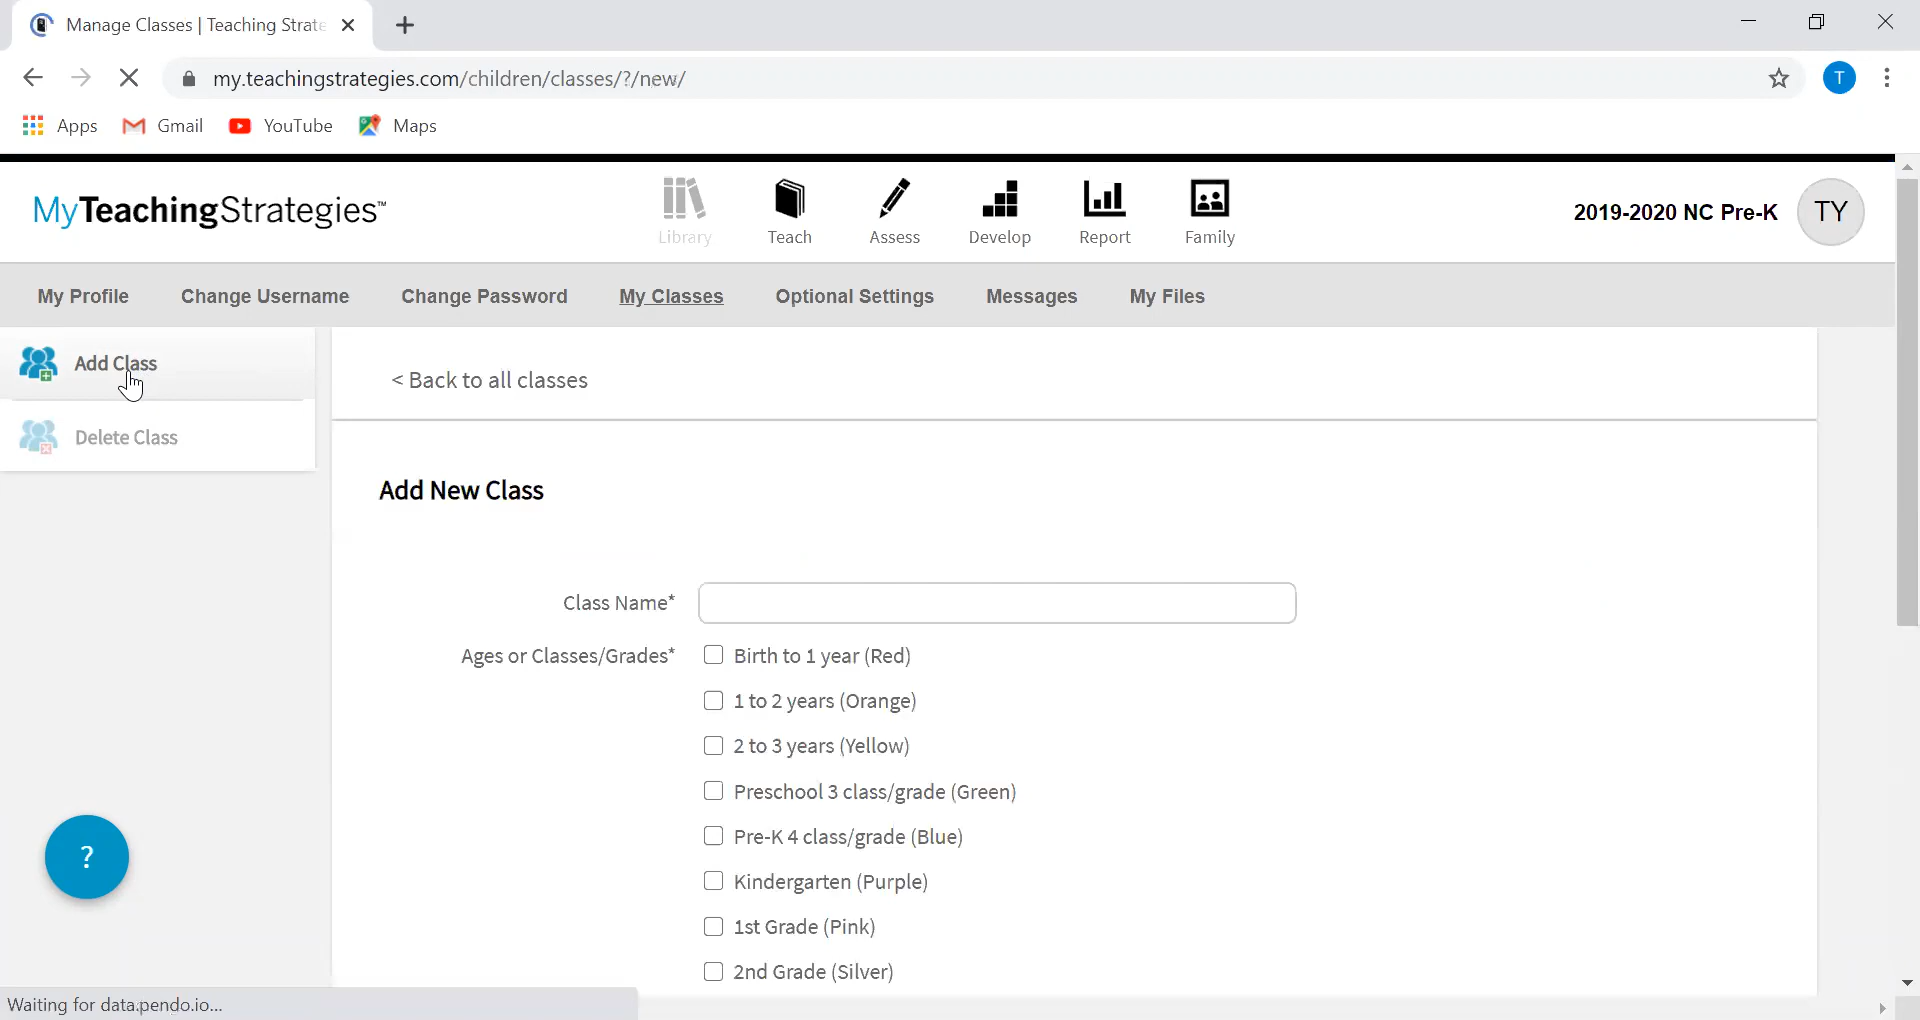 Manage Classes | Teaching Strate
my.teachingstrategies.com/children/classes/?/new/
T
Apps
Gmail
YouTube
Maps
MyTeachingStrategies™
Library
Teach
Assess
Develop
Report
Family
2019-2020 NC Pre-K
TY
My Profile
Change Username
Change Password
My Classes
Optional Settings
Messages
My Files
Add Class
Delete Class
< Back to all classes
Add New Class
Class Name*
Ages or Classes/Grades*
Birth to 1 year (Red)
1 to 2 years (Orange)
2 to 3 years (Yellow)
Preschool 3 class/grade (Green)
Pre-K 4 class/grade (Blue)
Kindergarten (Purple)
1st Grade (Pink)
2nd Grade (Silver)
?
Waiting for data.pendo.io...